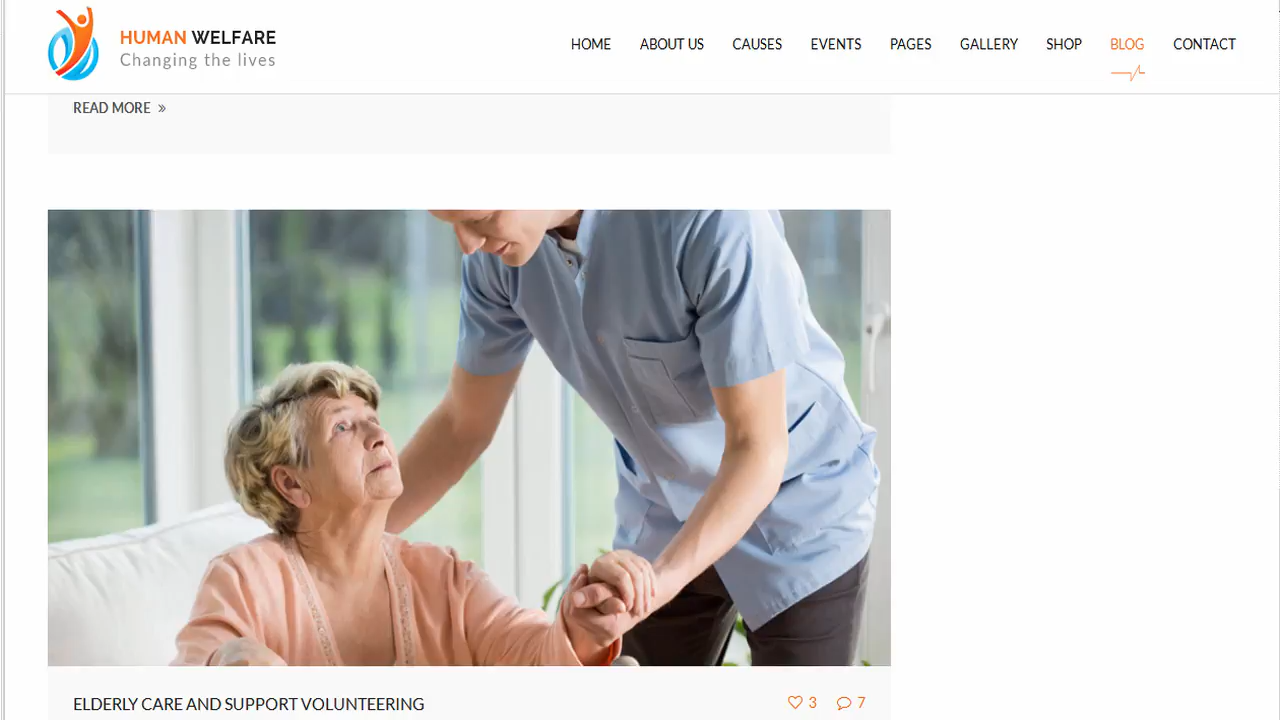 HUMAN WELFARE
Changing the lives
HOME ABOUT US CAUSES EVENTS PAGES GALLERY SHOP BLOG CONTACT
READ MORE »
ELDERLY CARE AND SUPPORT VOLUNTEERING 3 7